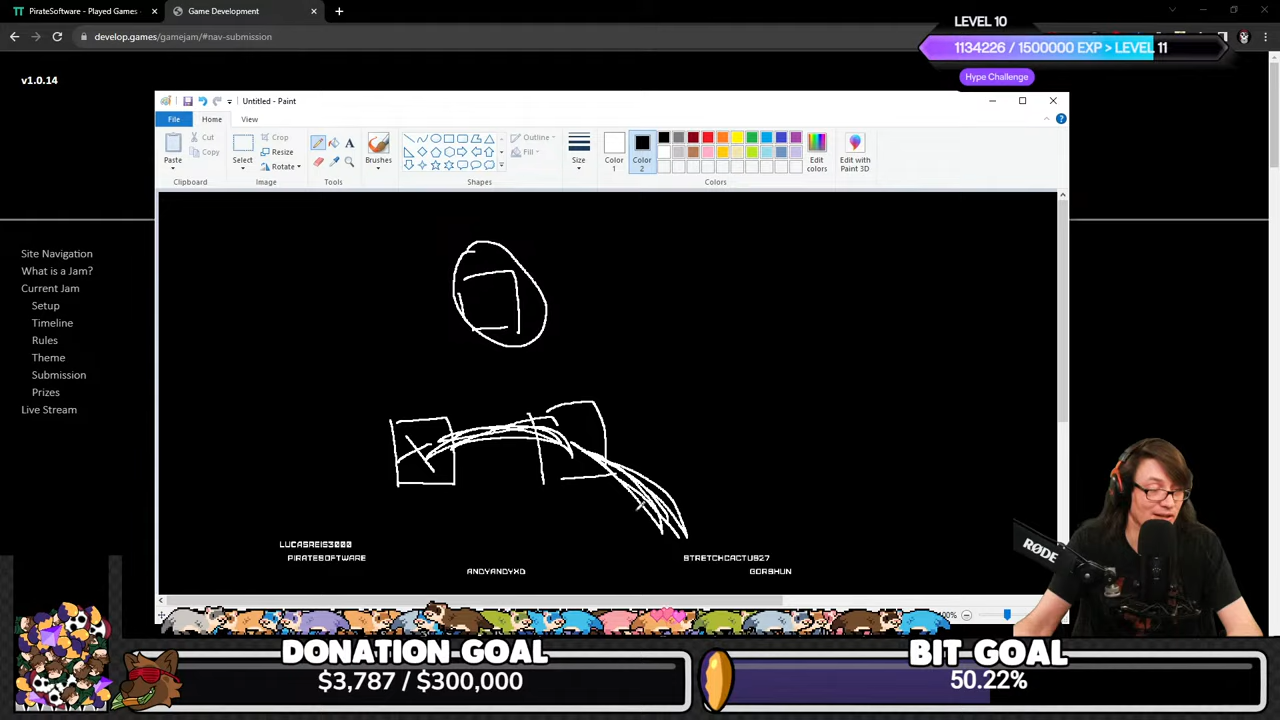 PirateSoftware - Played Games -
Game Development
develop.games/gamejam/#nav-submission
LEVEL 10
1134226 / 1500000 EXP > LEVEL 11
Hype Challenge
v1.0.14
Untitled - Paint
File
Home
View
Paste
Cut
Copy
Clipboard
Select
Crop
Resize
Rotate
Image
Tools
Brushes
Shapes
Outline
Fill
Size
Color 1
Color 2
Colors
Edit colors
Edit with Paint 3D
Site Navigation
What is a Jam?
Current Jam
Setup
Timeline
Rules
Theme
Submission
Prizes
Live Stream
LUCASREIS3000
PIRATESOFTWARE
ANDYANDYXD
STRETCHCACTUS27
GORSHUN
RØDE
DONATION GOAL
$3,787 / $300,000
BIT GOAL
50.22%